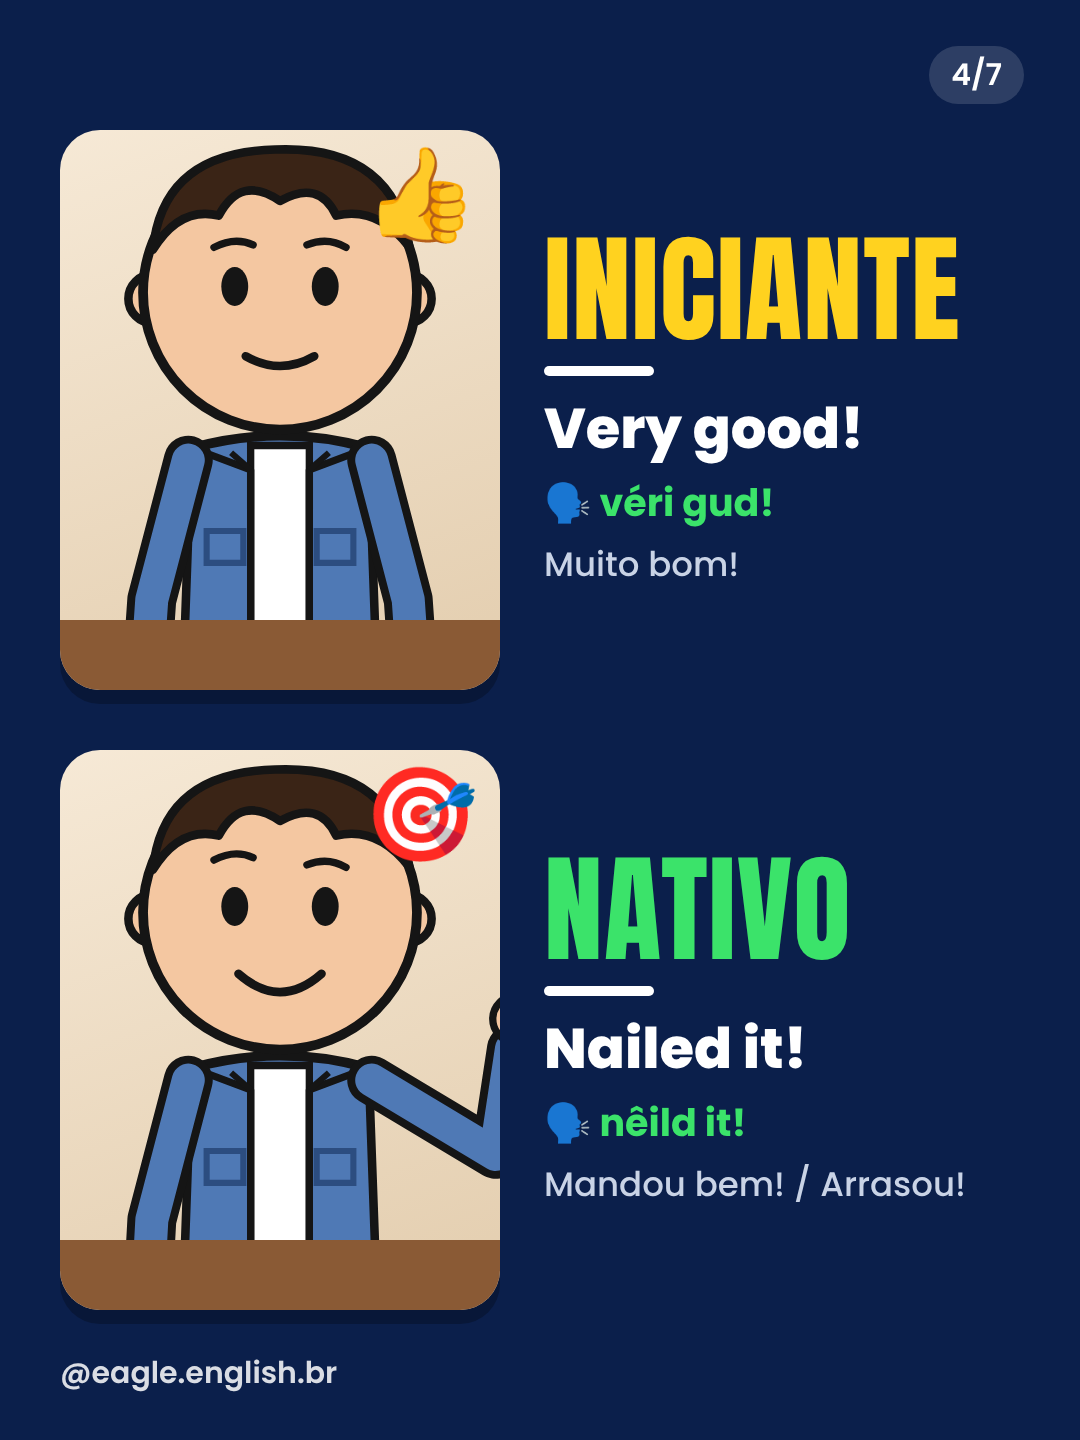 4/7
INICIANTE
Very good!
véri gud!
Muito bom!
NATIVO
Nailed it!
nêild it!
Mandou bem! / Arrasou!
@eagle.english.br